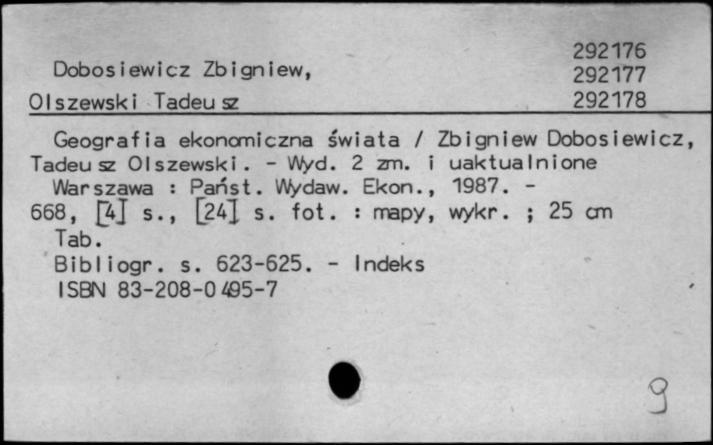 292176
Dobosiewicz Zbigniew,
292177
Olszewski Tadeusz
292178
Geografia ekonomiczna świata / Zbigniew Dobosiewicz,
Tadeusz Olszewski. - Wyd. 2 zm. i uaktualnione
Warszawa : Państ. Wydaw. Ekon., 1987. -
668, [4] s., [24] s. fot. : mapy, wykr. ; 25 cm
Tab.
Bibliogr. s. 623-625. - Indeks
ISBN 83-208-0495-7
9